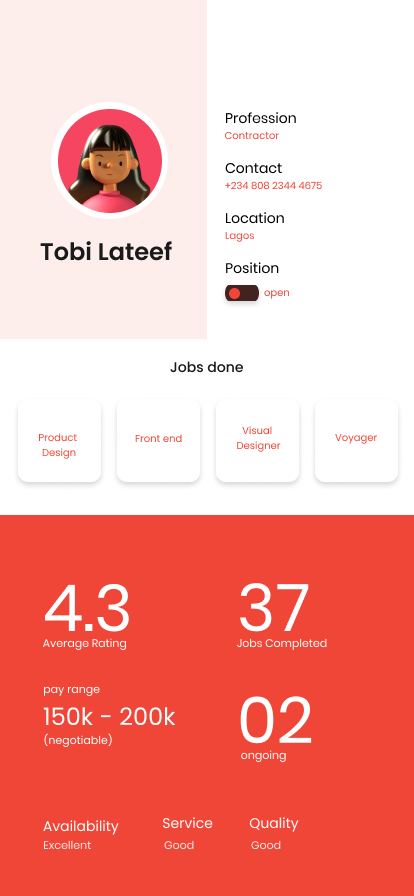 Tobi Lateef
Profession
Contractor
Contact
+234 808 2344 4675
Location
Lagos
Position
open
Jobs done
Product
Design
Front end
Visual
Designer
Voyager
4.3
Average Rating
37
Jobs Completed
pay range
150k - 200k
(negotiable)
02
ongoing
Availability
Excellent
Service
Good
Quality
Good